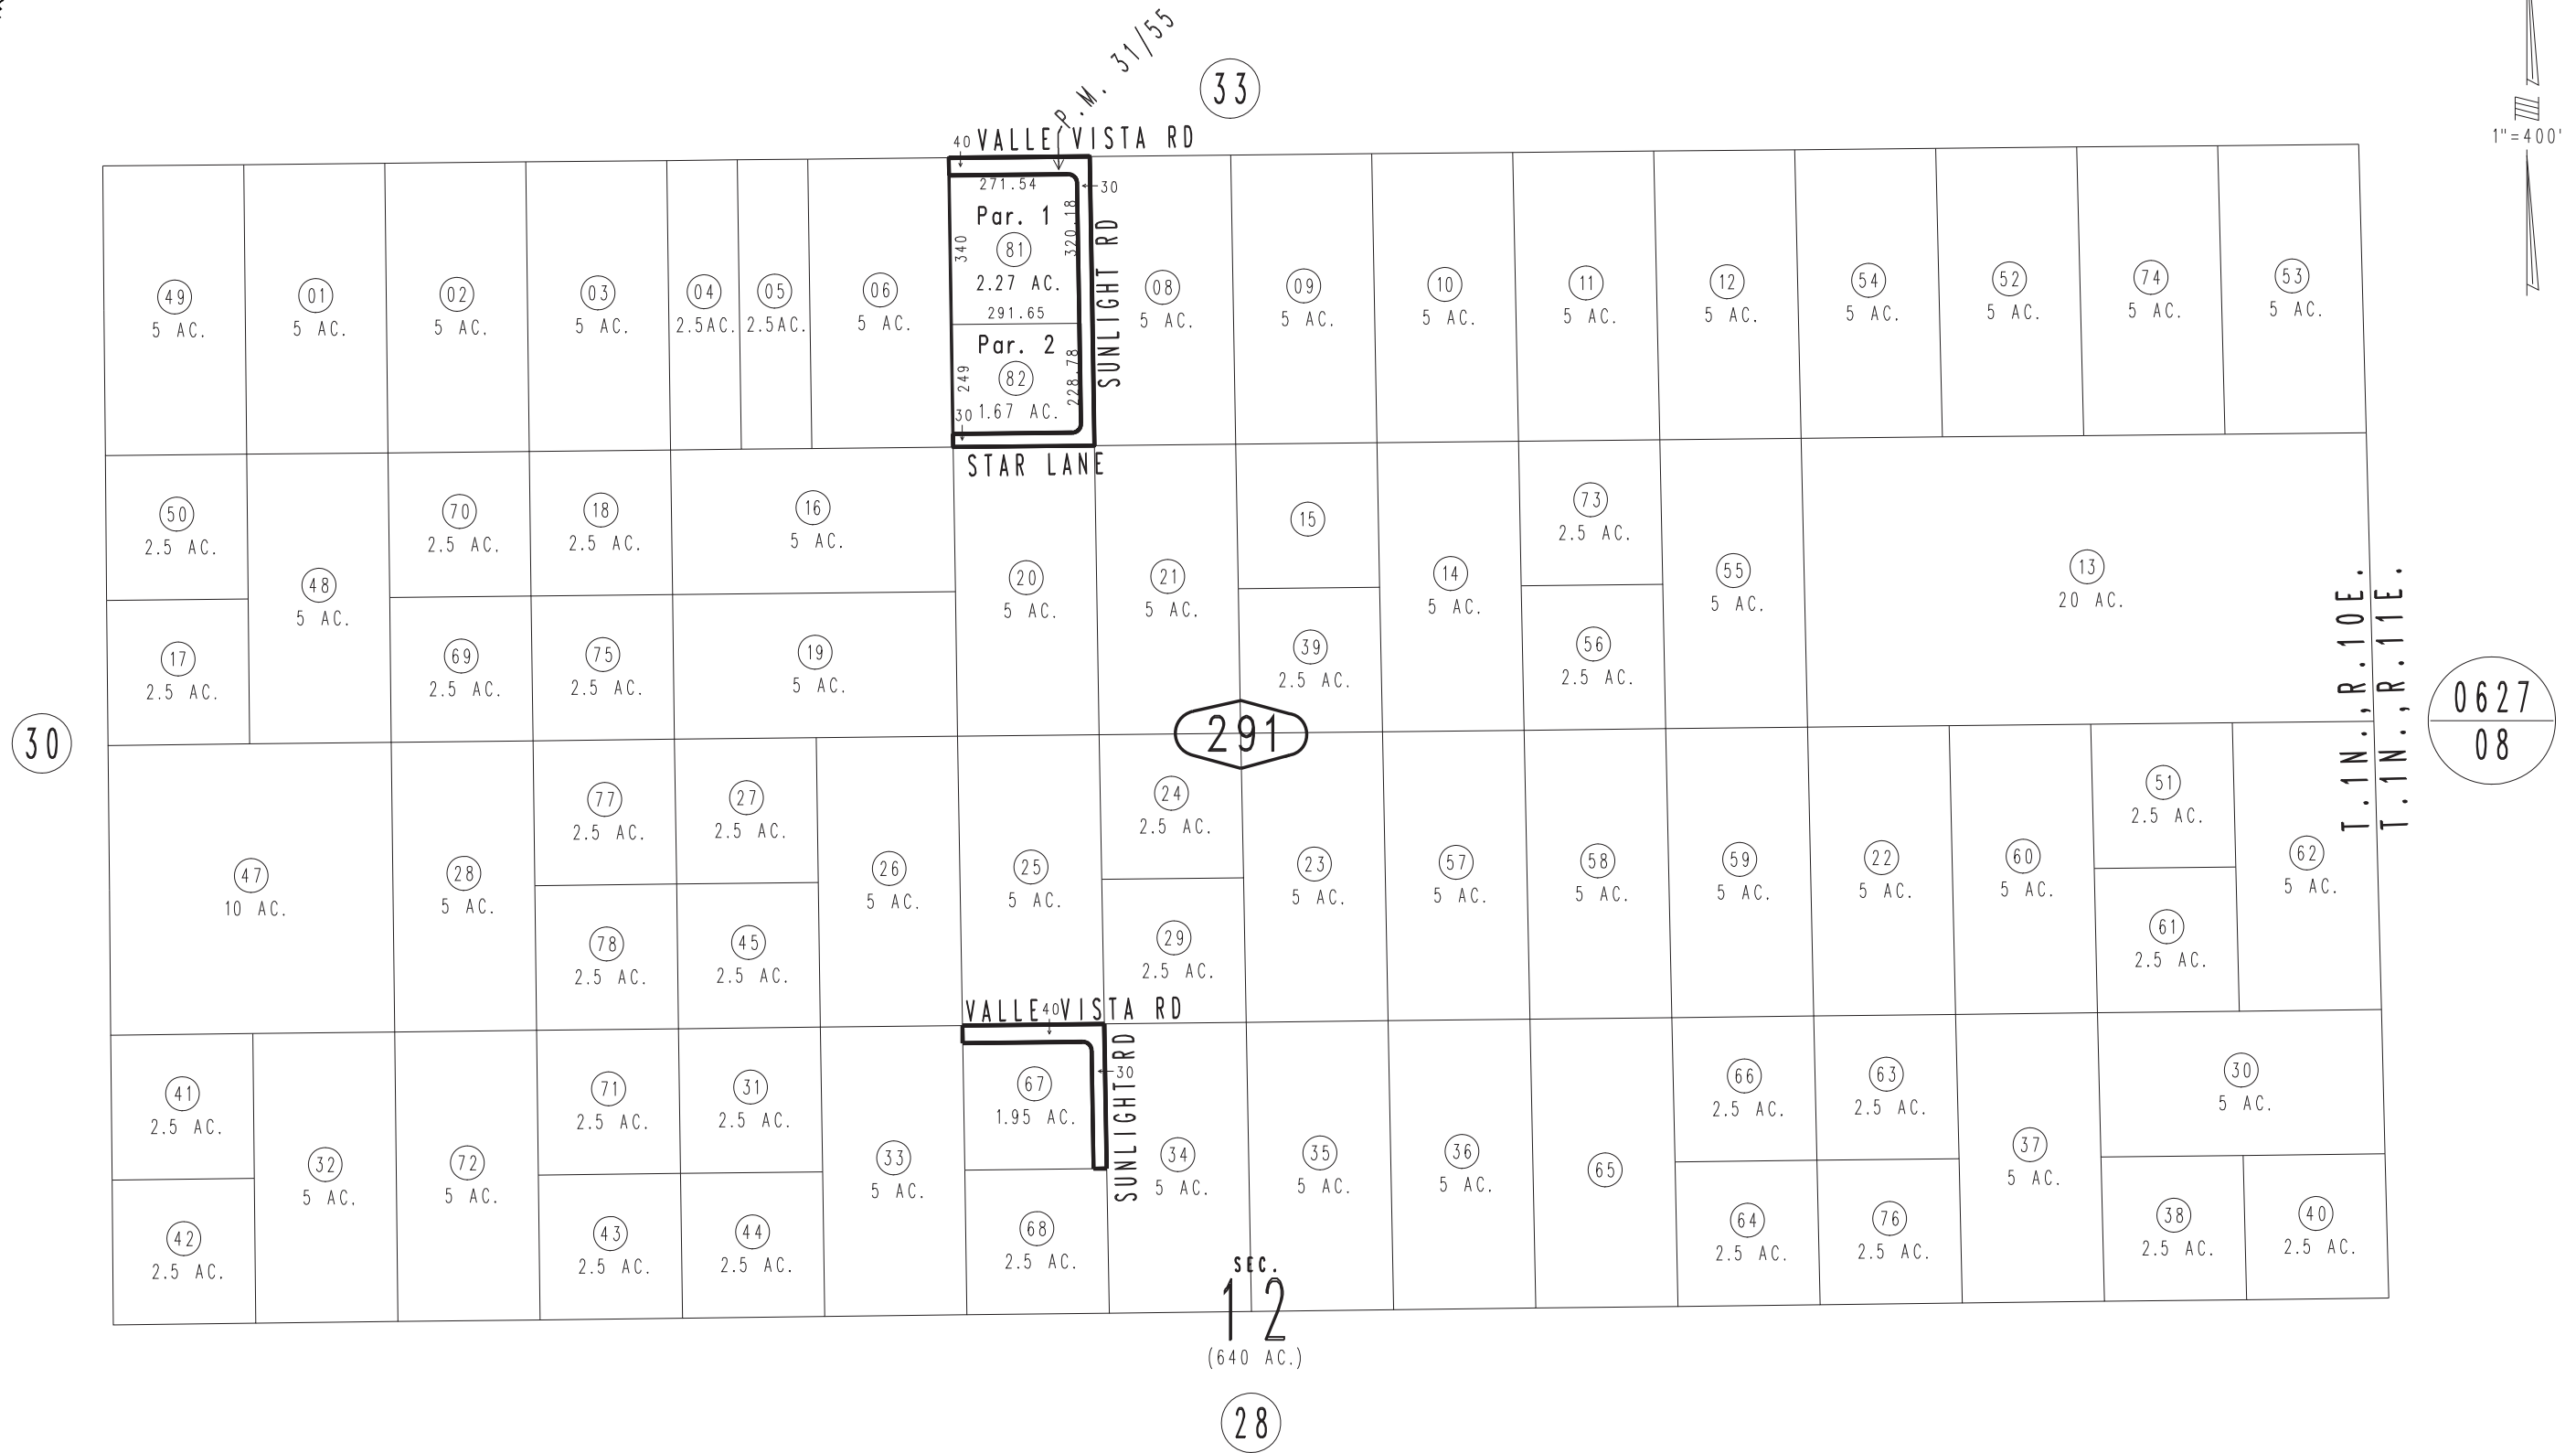 P.M. 31/55
33
1"=400'
40 VALLE VISTA RD
271.54
30
Par. 1
81
2.27 AC.
340
320.18
291.65
SUNLIGHT RD
Par. 2
82
1.67 AC.
249
228.78
30
STAR LANE
49
5 AC.
01
5 AC.
02
5 AC.
03
5 AC.
04
2.5AC.
05
2.5AC.
06
5 AC.
08
5 AC.
09
5 AC.
10
5 AC.
11
5 AC.
12
5 AC.
54
5 AC.
52
5 AC.
74
5 AC.
53
5 AC.
50
2.5 AC.
48
5 AC.
70
2.5 AC.
18
2.5 AC.
16
5 AC.
20
5 AC.
21
5 AC.
15
14
5 AC.
73
2.5 AC.
55
5 AC.
13
20 AC.
17
2.5 AC.
69
2.5 AC.
75
2.5 AC.
19
5 AC.
39
2.5 AC.
56
2.5 AC.
T.1N.,R.10E.
T.1N.,R.11E.
0627
08
30
291
47
10 AC.
28
5 AC.
77
2.5 AC.
27
2.5 AC.
26
5 AC.
25
5 AC.
24
2.5 AC.
23
5 AC.
57
5 AC.
58
5 AC.
59
5 AC.
22
5 AC.
60
5 AC.
51
2.5 AC.
62
5 AC.
78
2.5 AC.
45
2.5 AC.
29
2.5 AC.
61
2.5 AC.
VALLE VISTA RD
40
30
SUNLIGHT RD
41
2.5 AC.
32
5 AC.
72
5 AC.
71
2.5 AC.
31
2.5 AC.
33
5 AC.
67
1.95 AC.
34
5 AC.
35
5 AC.
36
5 AC.
65
66
2.5 AC.
63
2.5 AC.
37
5 AC.
30
5 AC.
42
2.5 AC.
43
2.5 AC.
44
2.5 AC.
68
2.5 AC.
64
2.5 AC.
76
2.5 AC.
38
2.5 AC.
40
2.5 AC.
SEC.
12
(640 AC.)
28